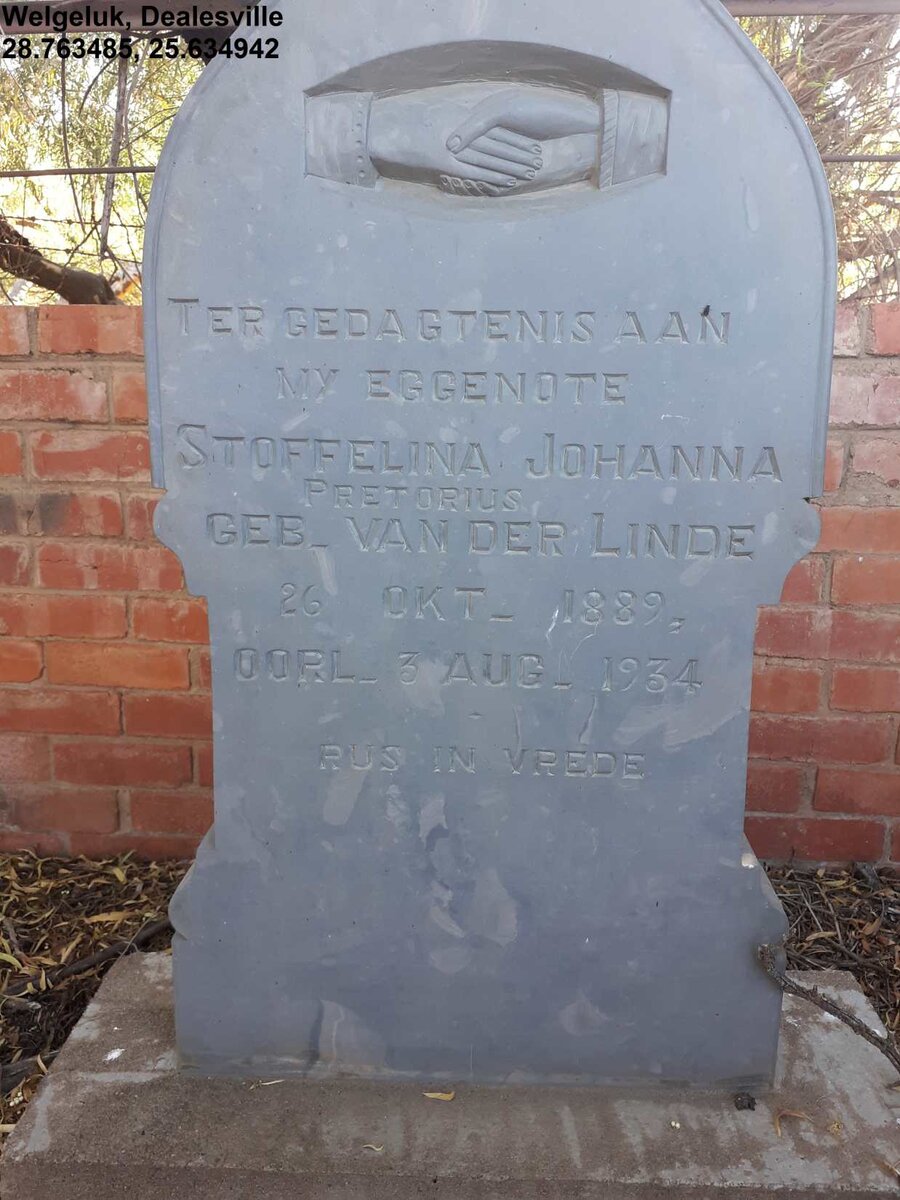 Welgeluk, Dealesville
28.763485, 25.634942
TER GEDAGTENIS AAN
MY EGGENOTE
STOFFELINA JOHANNA
PRETORIUS
GEB. VAN DER LINDE
26 OKT. 1889,
OORL. 3 AUG. 1934
RUS IN VREDE